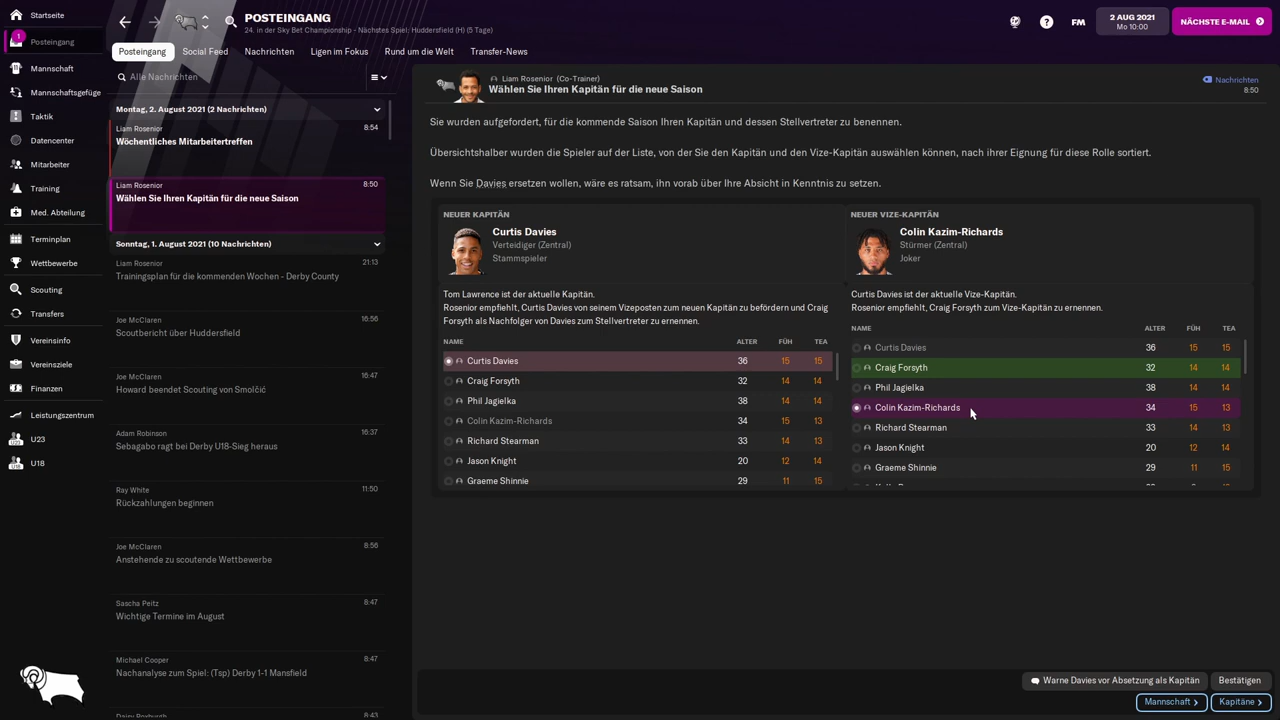 Startseite
1
Posteingang
Mannschaft
Mannschaftsgefüge
Taktik
Datencenter
Mitarbeiter
Training
Med. Abteilung
Terminplan
Wettbewerbe
Scouting
Transfers
Vereinsinfo
Vereinsziele
Finanzen
Leistungszentrum
U23
U18
POSTEINGANG
24. in der Sky Bet Championship - Nächstes Spiel: Huddersfield (H) (5 Tage)
FM
2 AUG 2021
Mo 10:00
NÄCHSTE E-MAIL
Posteingang Social Feed Nachrichten Ligen im Fokus Rund um die Welt Transfer-News
Alle Nachrichten
Montag, 2. August 2021 (2 Nachrichten)
Liam Rosenior 8:54
Wöchentliches Mitarbeitertreffen
Liam Rosenior 8:50
Wählen Sie Ihren Kapitän für die neue Saison
Sonntag, 1. August 2021 (10 Nachrichten)
Liam Rosenior 21:13
Trainingsplan für die kommenden Wochen - Derby County
Joe McClaren 16:56
Scoutbericht über Huddersfield
Joe McClaren 16:47
Howard beendet Scouting von Smolčić
Adam Robinson 16:37
Sebagabo ragt bei Derby U18-Sieg heraus
Ray White 11:50
Rückzahlungen beginnen
Joe McClaren 8:56
Anstehende zu scoutende Wettbewerbe
Sascha Peitz 8:47
Wichtige Termine im August
Michael Cooper 8:47
Nachanalyse zum Spiel: (Tsp) Derby 1-1 Mansfield
8:43
Liam Rosenior (Co-Trainer)
Wählen Sie Ihren Kapitän für die neue Saison
Nachrichten
8:50
Sie wurden aufgefordert, für die kommende Saison Ihren Kapitän und dessen Stellvertreter zu benennen.
Übersichtshalber wurden die Spieler auf der Liste, von der Sie den Kapitän und den Vize-Kapitän auswählen können, nach ihrer Eignung für diese Rolle sortiert.
Wenn Sie Davies ersetzen wollen, wäre es ratsam, ihn vorab über Ihre Absicht in Kenntnis zu setzen.
NEUER KAPITÄN
Curtis Davies
Verteidiger (Zentral)
Stammspieler
Tom Lawrence ist der aktuelle Kapitän.
Rosenior empfiehlt, Curtis Davies von seinem Vizeposten zum neuen Kapitän zu befördern und Craig
Forsyth als Nachfolger von Davies zum Stellvertreter zu ernennen.
NAME ALTER FÜH TEA
Curtis Davies 36 15 15
Craig Forsyth 32 14 14
Phil Jagielka 38 14 14
Colin Kazim-Richards 34 15 13
Richard Stearman 33 14 13
Jason Knight 20 12 14
Graeme Shinnie 29 11 15
NEUER VIZE-KAPITÄN
Colin Kazim-Richards
Stürmer (Zentral)
Joker
Curtis Davies ist der aktuelle Vize-Kapitän.
Rosenior empfiehlt, Craig Forsyth zum Vize-Kapitän zu ernennen.
NAME ALTER FÜH TEA
Curtis Davies 36 15 15
Craig Forsyth 32 14 14
Phil Jagielka 38 14 14
Colin Kazim-Richards 34 15 13
Richard Stearman 33 14 13
Jason Knight 20 12 14
Graeme Shinnie 29 11 15
Warne Davies vor Absetzung als Kapitän
Bestätigen
Mannschaft
Kapitäne